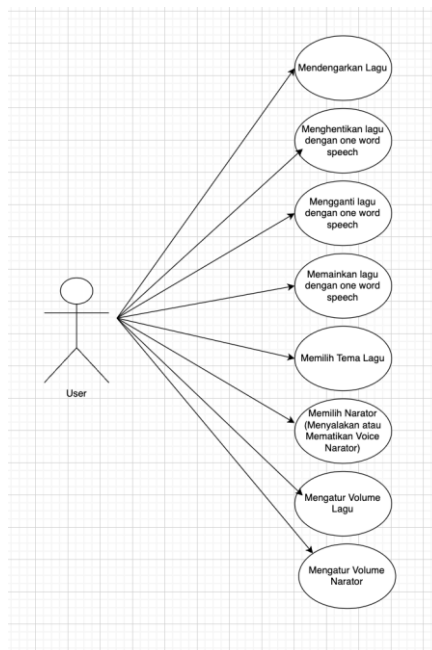 Mendengarkan Lagu
Menghentikan lagu
dengan one word
speech
Mengganti lagu
dengan one word
speech
Memainkan lagu
dengan one word
speech
Memilih Tema Lagu
User
Memilih Narator
(Menyalakan atau
Mematikan Voice
Narator)
Mengatur Volume
Lagu
Mengatur Volume
Narator